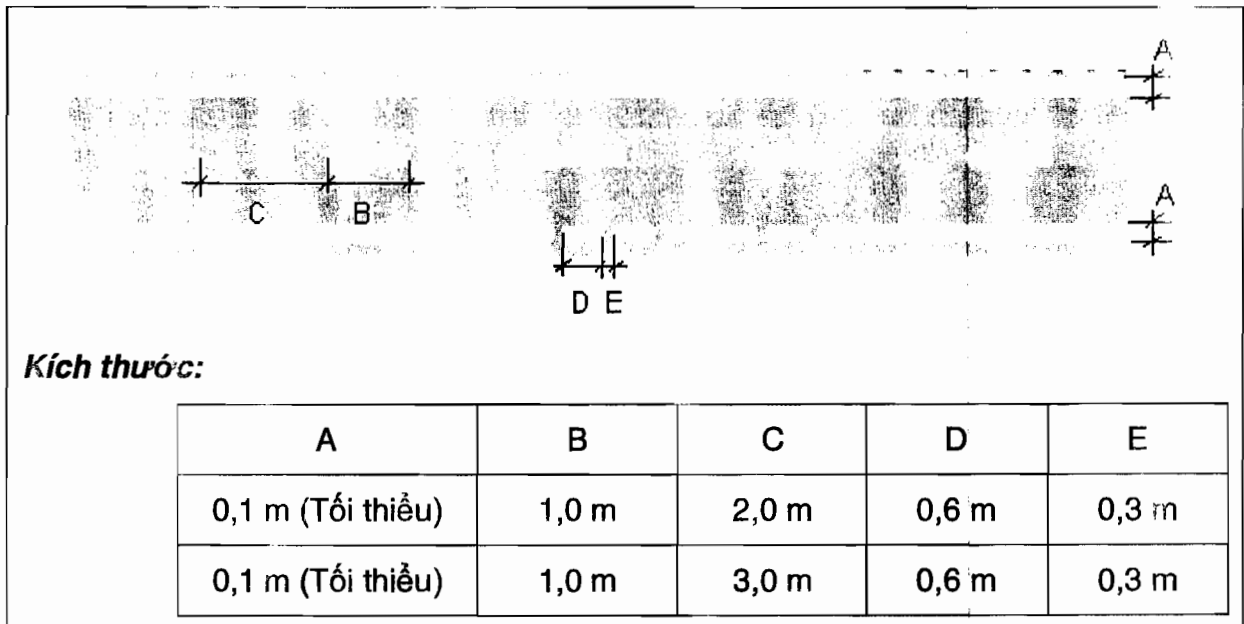 A
A
C B
D E
Kích thước:
A B C D E
0,1 m (Tối thiểu) 1,0 m 2,0 m 0,6 m 0,3 m
0,1 m (Tối thiểu) 1,0 m 3,0 m 0,6 m 0,3 m